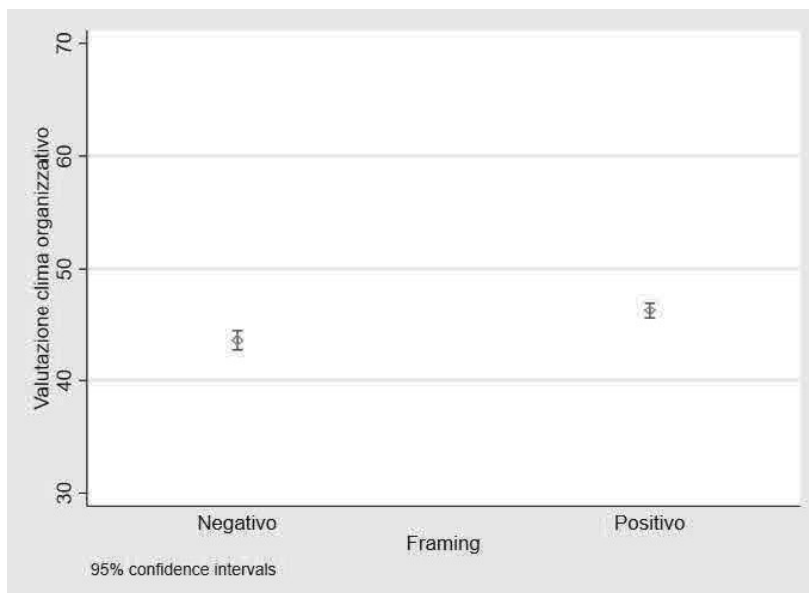 Valutazione clima organizzativo
70
60
50
40
30
Negativo
Positivo
Framing
95% confidence intervals